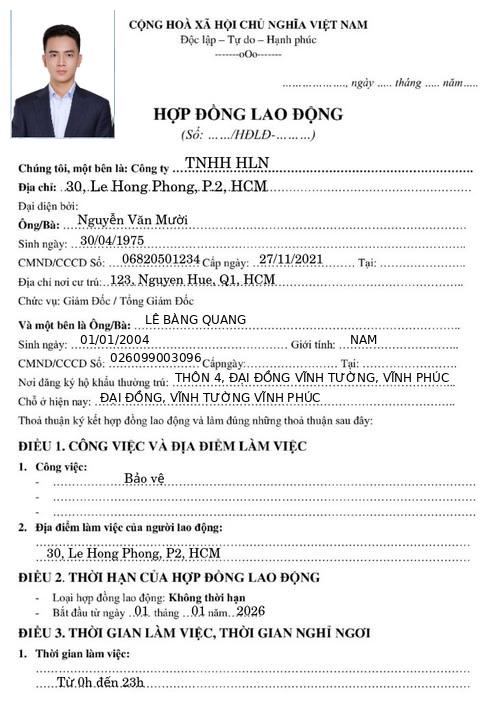 CỘNG HOÀ XÃ HỘI CHỦ NGHĨA VIỆT NAM
Độc lập – Tự do – Hạnh phúc
-------oOo-------
…………………, ngày ….. tháng ….. năm…..
HỢP ĐỒNG LAO ĐỘNG
(Số: ……/HĐLĐ-………)
Chúng tôi, một bên là: Công ty …TNHH HLN
Địa chỉ: 30, Le Hong Phong, P.2, HCM
Đại diện bởi:
Ông/Bà: Nguyễn Văn Mười
Sinh ngày: 30/04/1975
CMND/CCCD Số: 06820501234 Cấp ngày: 27/11/2021 Tại: …………
Địa chỉ nơi cư trú: 123, Nguyen Hue, Q1, HCM
Chức vụ: Giám Đốc / Tổng Giám Đốc
Và một bên là Ông/Bà: LÊ BẰNG QUANG
Sinh ngày: 01/01/2004 Giới tính: NAM
CMND/CCCD Số: 026099003096 Cấpngày: ………… Tại: …………
Nơi đăng ký hộ khẩu thường trú: THÔN 4, ĐẠI ĐỒNG VĨNH TƯỜNG, VĨNH PHÚC
Chỗ ở hiện nay: ĐẠI ĐỒNG, VĨNH TƯỜNG VĨNH PHÚC
Thoả thuận ký kết hợp đồng lao động và làm đúng những thoả thuận sau đây:
ĐIỀU 1. CÔNG VIỆC VÀ ĐỊA ĐIỂM LÀM VIỆC
1. Công việc:
- Bảo vệ
- …………
- …………
2. Địa điểm làm việc của người lao động:
30, Le Hong Phong, P2, HCM
ĐIỀU 2. THỜI HẠN CỦA HỢP ĐỒNG LAO ĐỘNG
- Loại hợp đồng lao động: Không thời hạn
- Bắt đầu từ ngày 01 tháng 01 năm 2026
ĐIỀU 3. THỜI GIAN LÀM VIỆC, THỜI GIAN NGHỈ NGƠI
1. Thời gian làm việc:
Từ 0h đến 23h